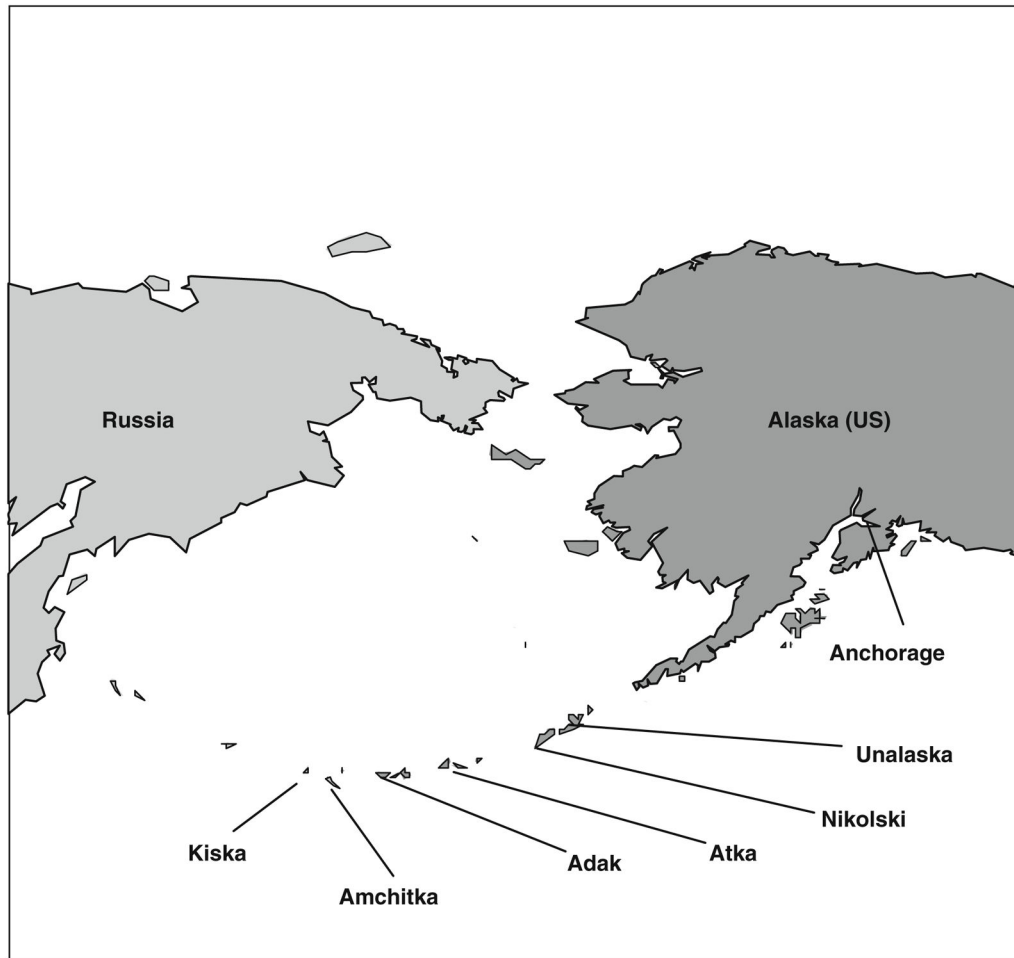 Russia
Alaska (US)
Anchorage
Unalaska
Nikolski
Kiska
Adak
Atka
Amchitka